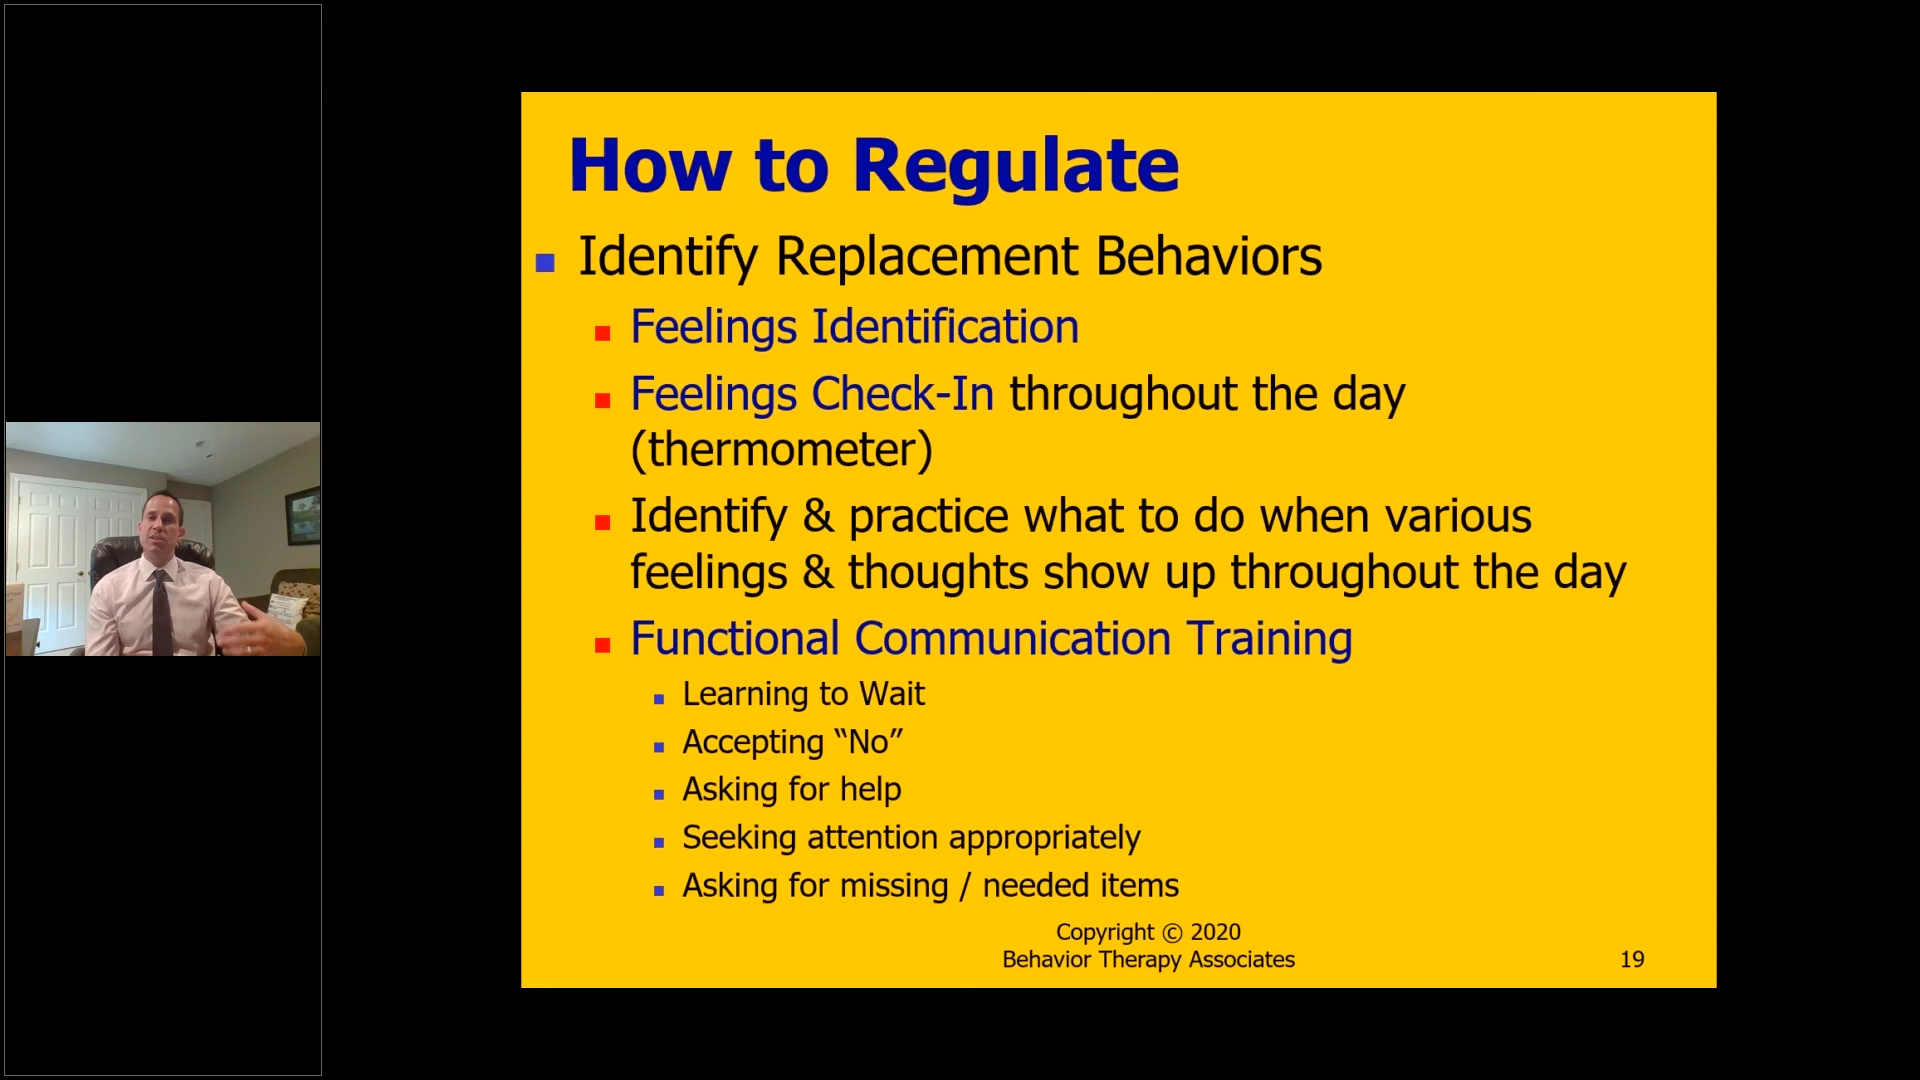 How to Regulate
Identify Replacement Behaviors
Feelings Identification
Feelings Check-In throughout the day
(thermometer)
Identify & practice what to do when various
feelings & thoughts show up throughout the day
Functional Communication Training
Learning to Wait
Accepting “No”
Asking for help
Seeking attention appropriately
Asking for missing / needed items
Copyright © 2020
Behavior Therapy Associates
19